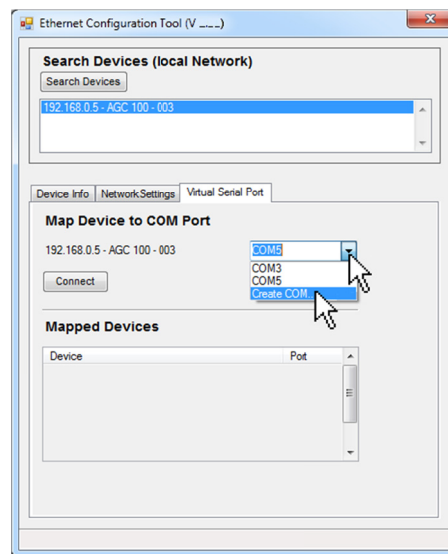 Ethernet Configuration Tool (V __.__)
Search Devices (local Network)
Search Devices
192.168.0.5 - AGC 100 - 003
Device Info Network Settings Virtual Serial Port
Map Device to COM Port
192.168.0.5 - AGC 100 - 003 COM5
COM3
COM5
Connect Create COM...
Mapped Devices
Device Port